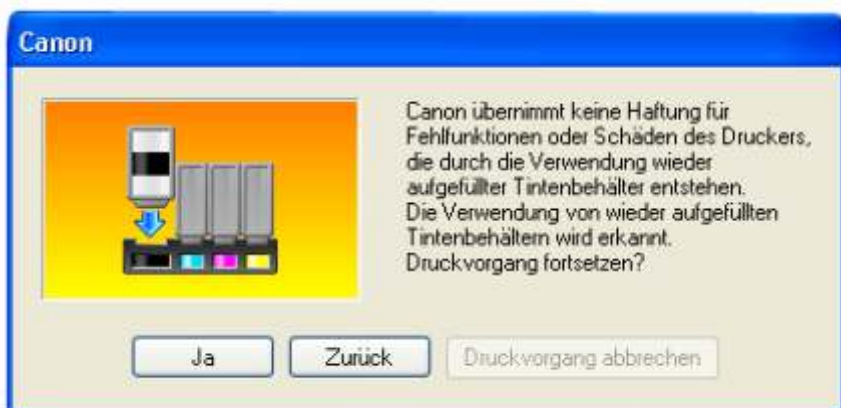 Canon
Canon übernimmt keine Haftung für
Fehlfunktionen oder Schäden des Druckers,
die durch die Verwendung wieder
aufgefüllter Tintenbehälter entstehen.
Die Verwendung von wieder aufgefüllten
Tintenbehältern wird erkannt.
Druckvorgang fortsetzen?
Ja
Zurück
Druckvorgang abbrechen